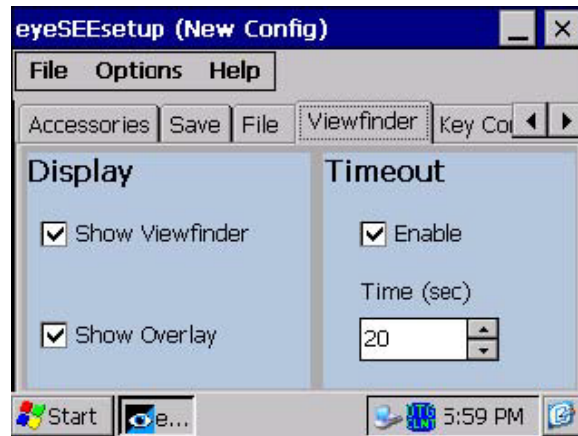 eyeSEEsetup (New Config)
File Options Help
Accessories Save File Viewfinder Key Co
Display
Timeout
Show Viewfinder
Enable
Time (sec)
Show Overlay
20
Start e... 5:59 PM